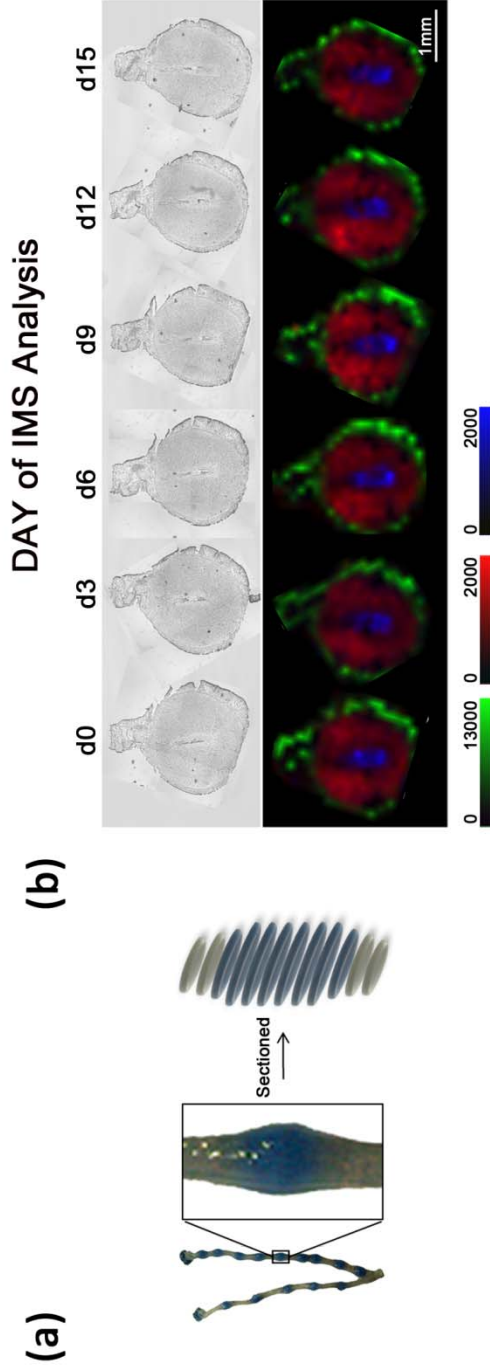 (a)
Sectioned
(b)
DAY of IMS Analysis
d0 d3 d6 d9 d12 d15
1mm
0 13000 0 2000 0 2000